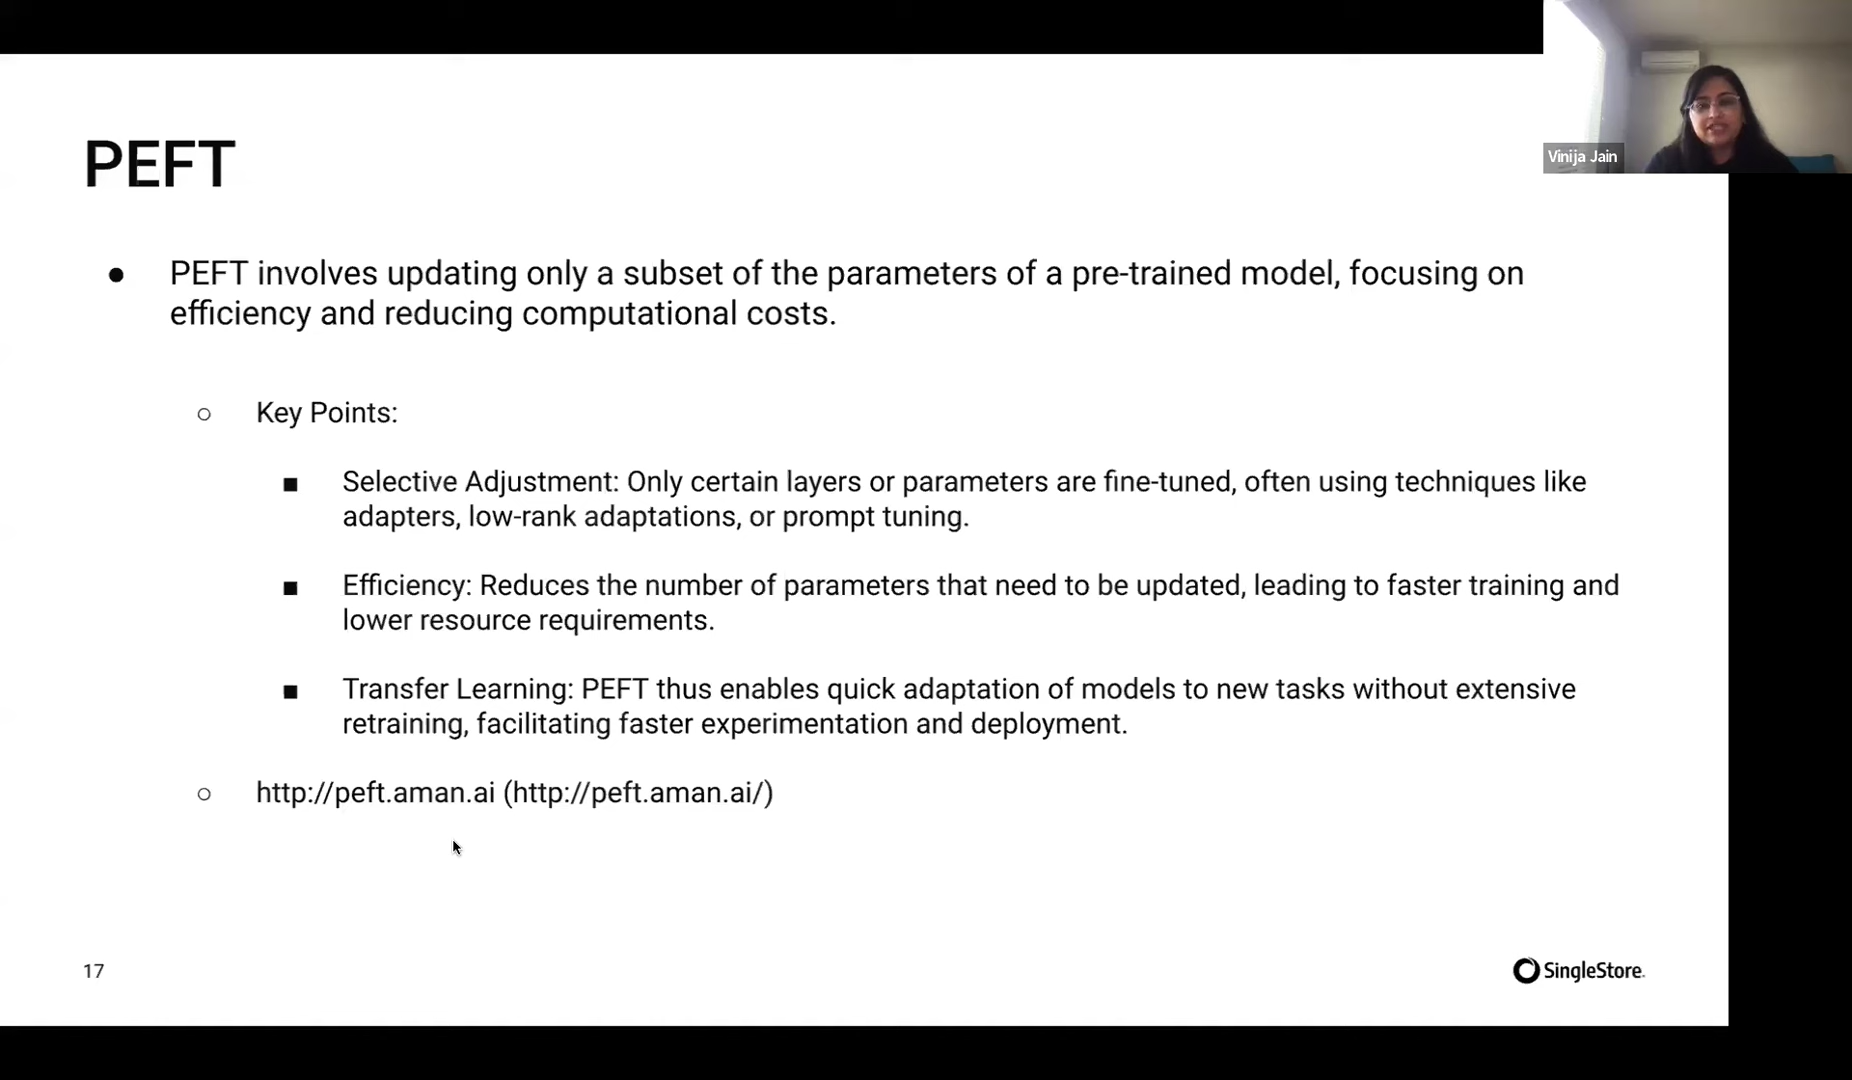 Vinija Jain
PEFT
● PEFT involves updating only a subset of the parameters of a pre-trained model, focusing on
efficiency and reducing computational costs.
○ Key Points:
■ Selective Adjustment: Only certain layers or parameters are fine-tuned, often using techniques like
adapters, low-rank adaptations, or prompt tuning.
■ Efficiency: Reduces the number of parameters that need to be updated, leading to faster training and
lower resource requirements.
■ Transfer Learning: PEFT thus enables quick adaptation of models to new tasks without extensive
retraining, facilitating faster experimentation and deployment.
○ http://peft.aman.ai (http://peft.aman.ai/)
17
SingleStore.